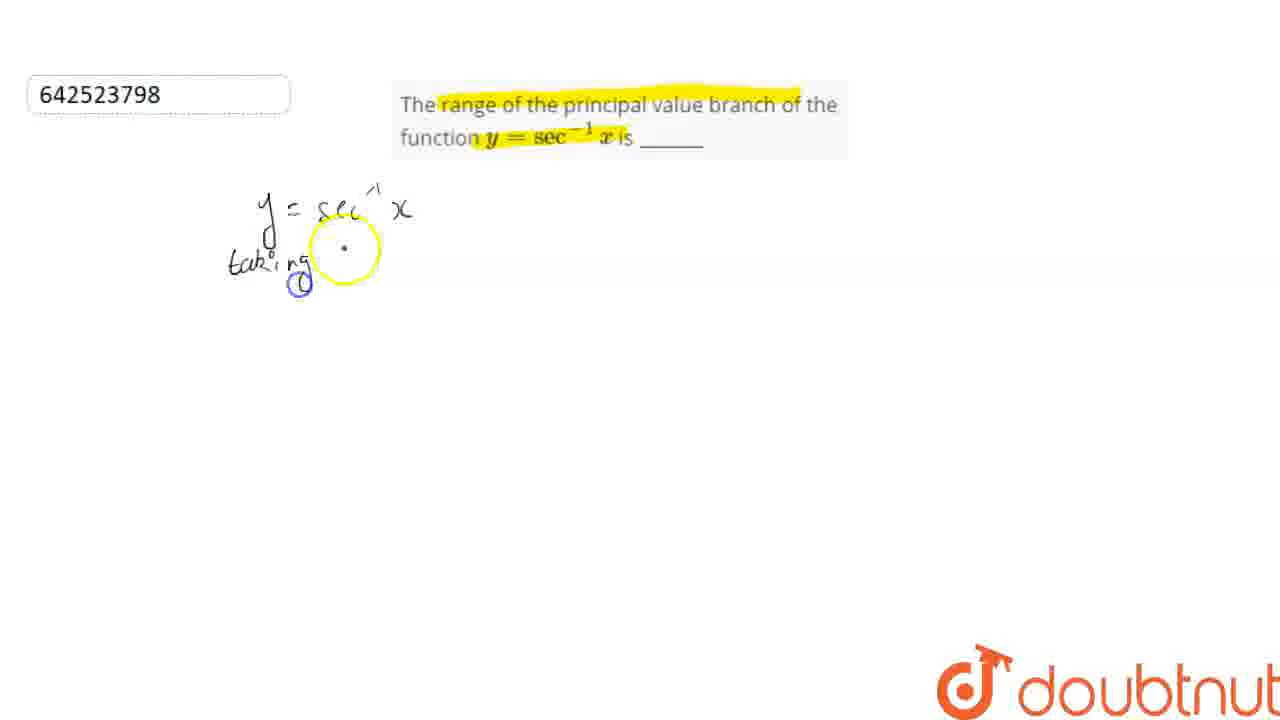 642523798
The range of the principal value branch of the
function y = sec⁻¹ x is ______
y = sec⁻¹ x
taking
doubtnut